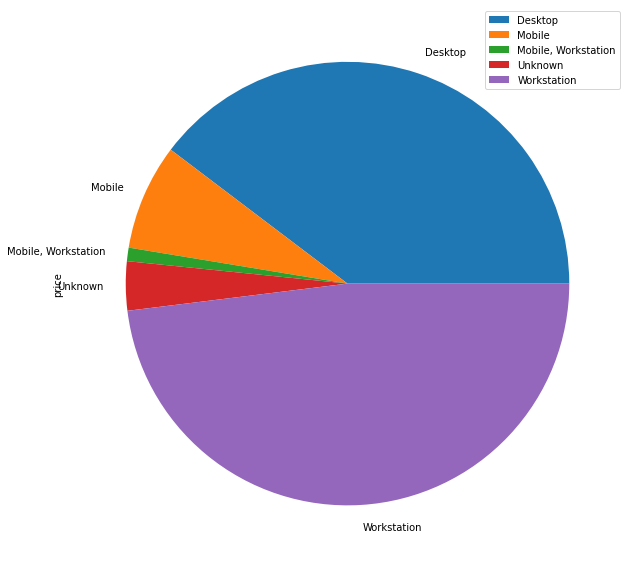 Desktop
Mobile
Mobile, Workstation
Unknown
Workstation
Desktop
Mobile
Mobile, Workstation
Unknown
price
Workstation